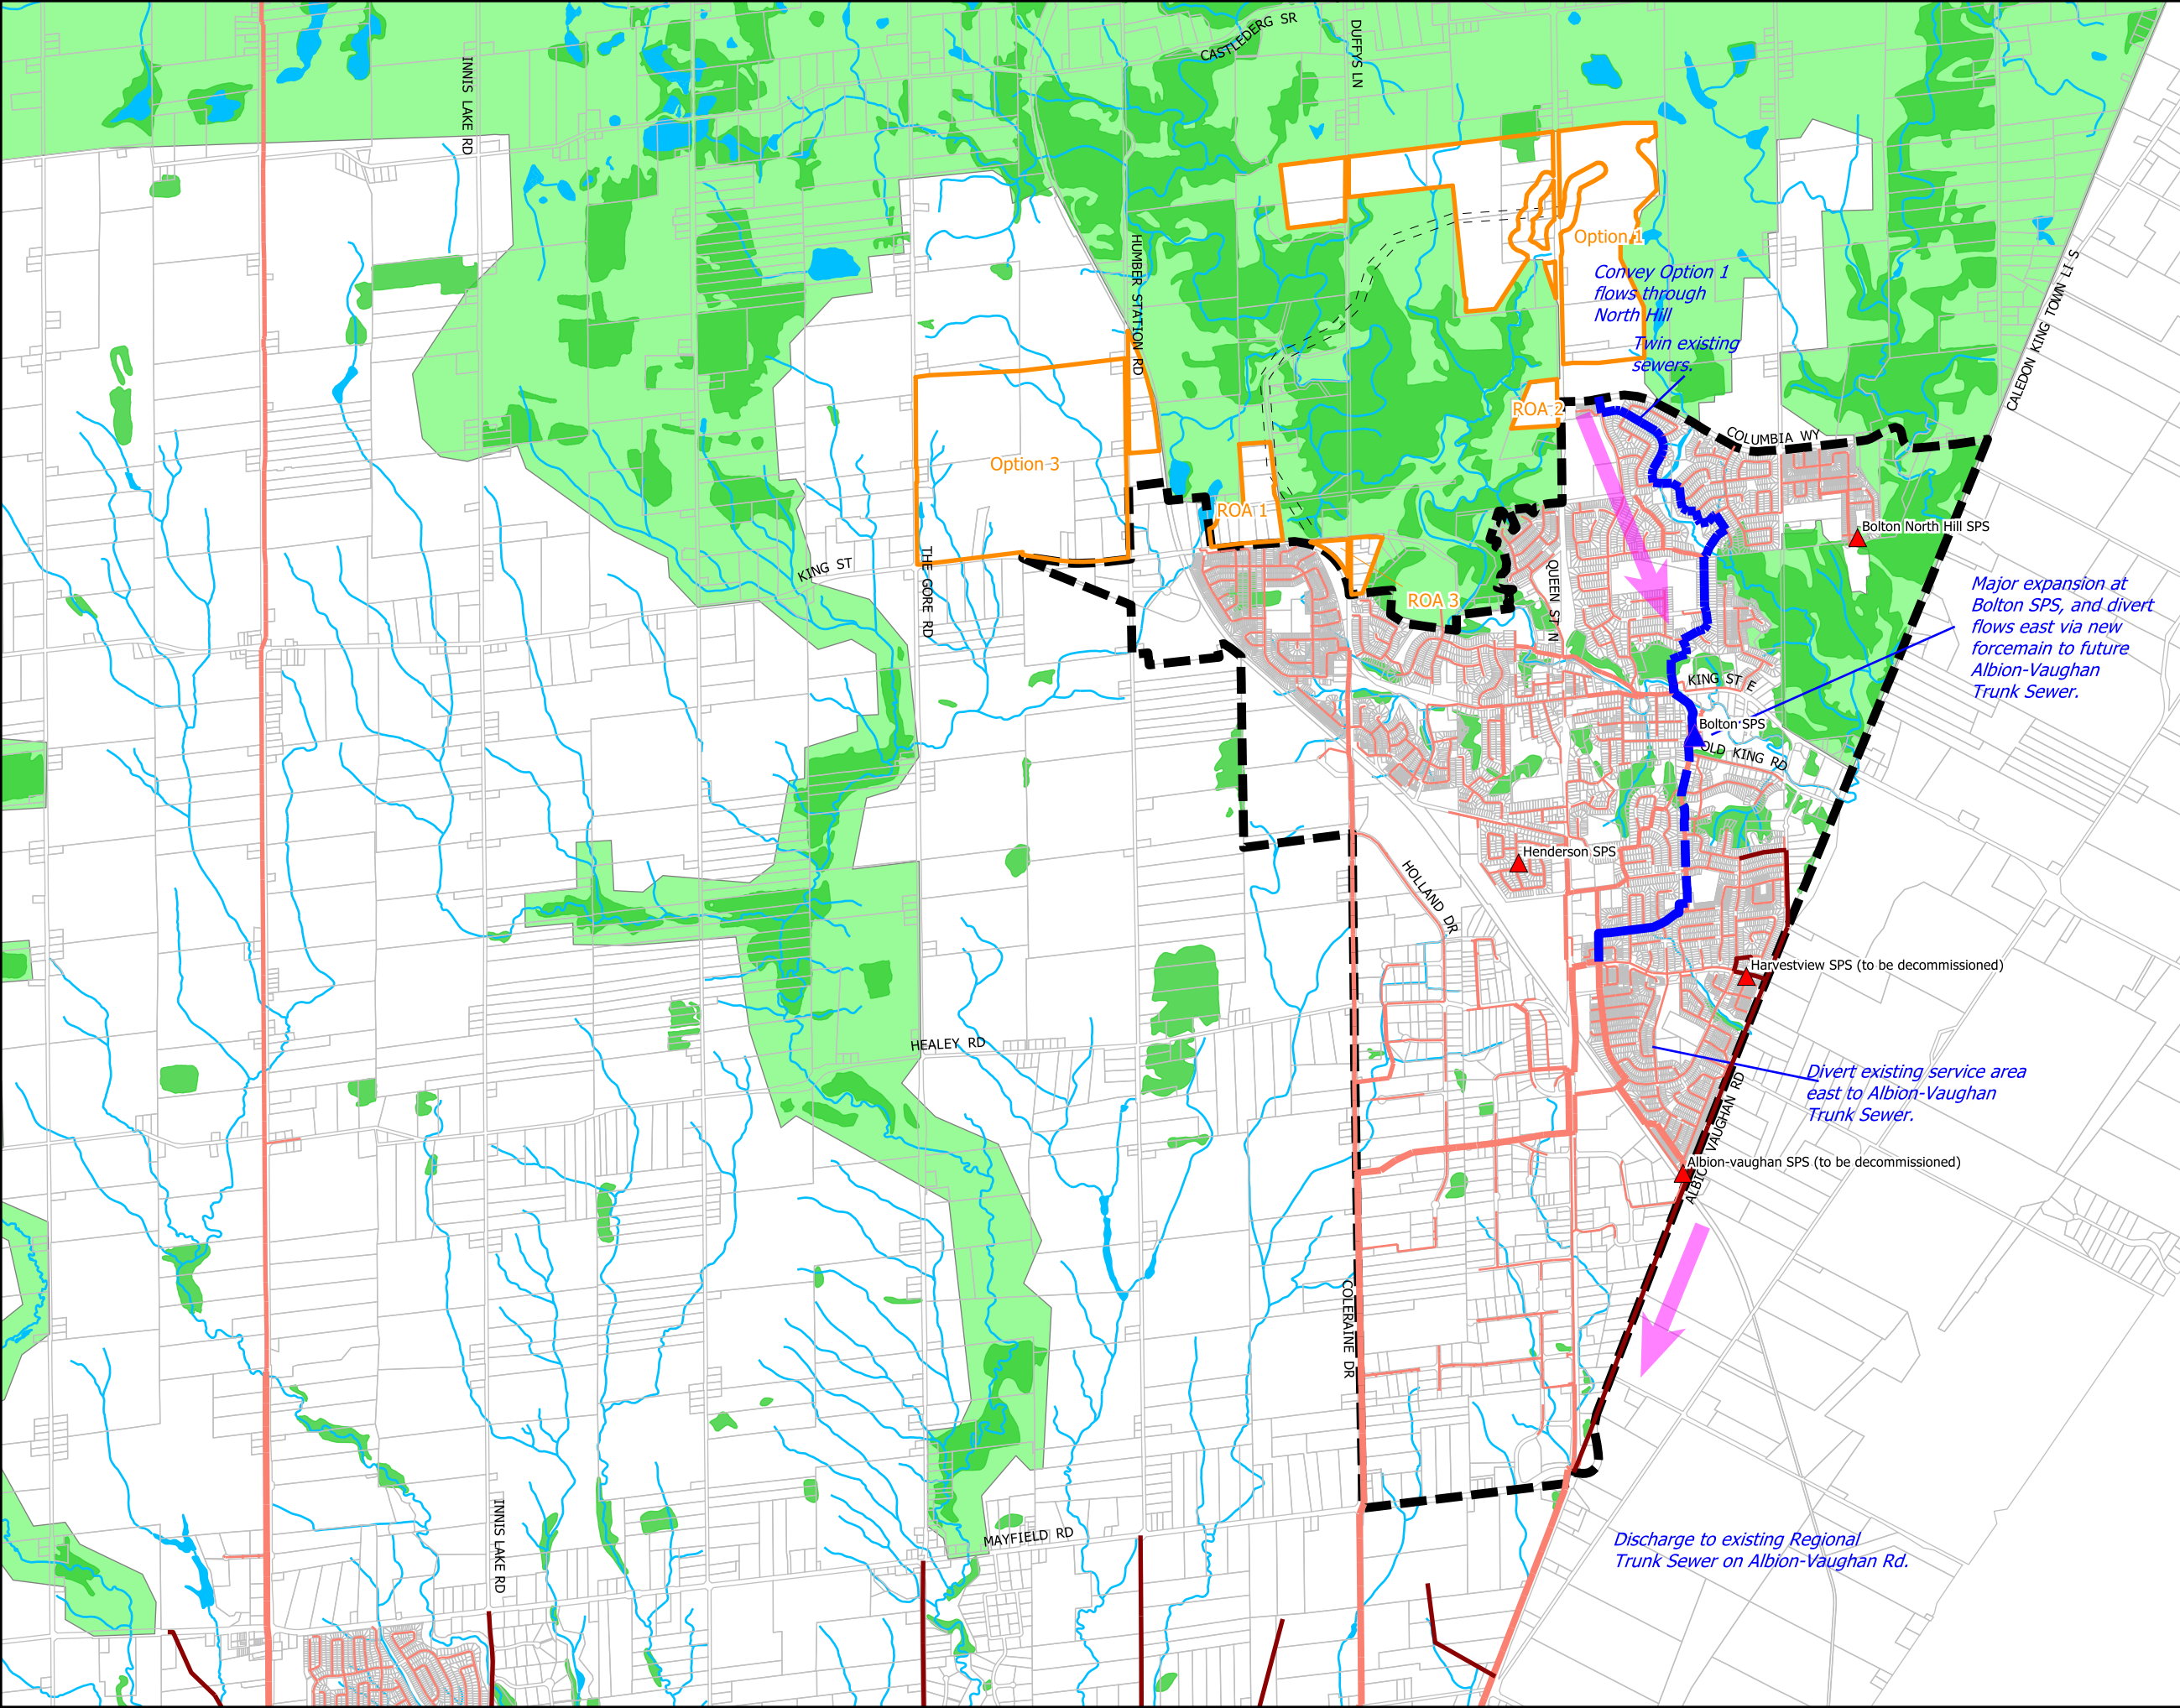 CASTLEDERG SR
DUFFYS LN
INNIS LAKE RD
HUMBER STATION RD
CALEDON KING TOWN LI S
Option 1
Convey Option 1
flows through
North Hill
Twin existing
sewers.
ROA 2
COLUMBIA WY
Option 3
ROA 1
Bolton North Hill SPS
KING ST
THE GORE RD
QUEEN ST N
ROA 3
Major expansion at
Bolton SPS, and divert
flows east via new
forcemain to future
Albion-Vaughan
Trunk Sewer.
KING ST E
Bolton SPS
OLD KING RD
Henderson SPS
HOLLAND DR
Harvestview SPS (to be decommissioned)
HEALEY RD
Divert existing service area
east to Albion-Vaughan
Trunk Sewer.
VAUGHAN RD
Albion-vaughan SPS (to be decommissioned)
COLERAINE DR
INNIS LAKE RD
MAYFIELD RD
Discharge to existing Regional
Trunk Sewer on Albion-Vaughan Rd.